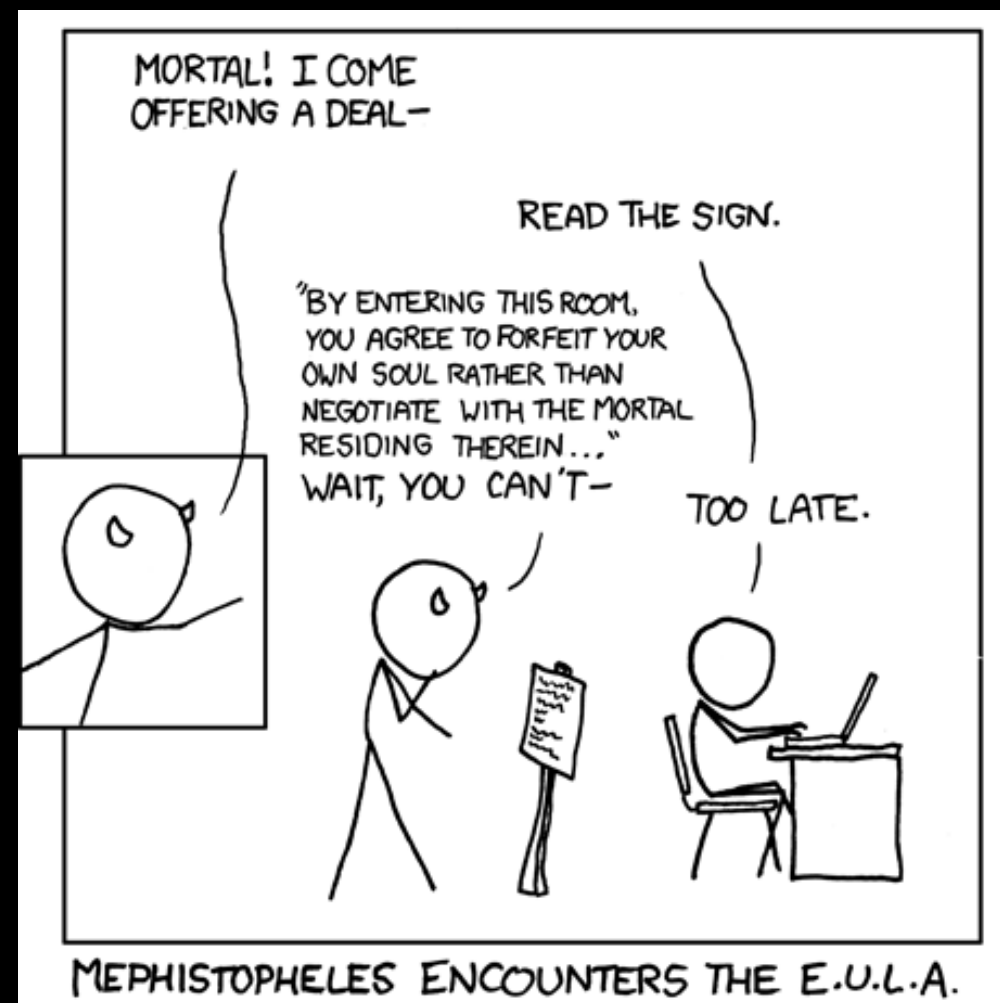 MORTAL! I COME
OFFERING A DEAL—
READ THE SIGN.
"BY ENTERING THIS ROOM,
YOU AGREE TO FORFEIT YOUR
OWN SOUL RATHER THAN
NEGOTIATE WITH THE MORTAL
RESIDING THEREIN..."
WAIT, YOU CAN'T—
TOO LATE.
MEPHISTOPHELES ENCOUNTERS THE E.U.L.A.